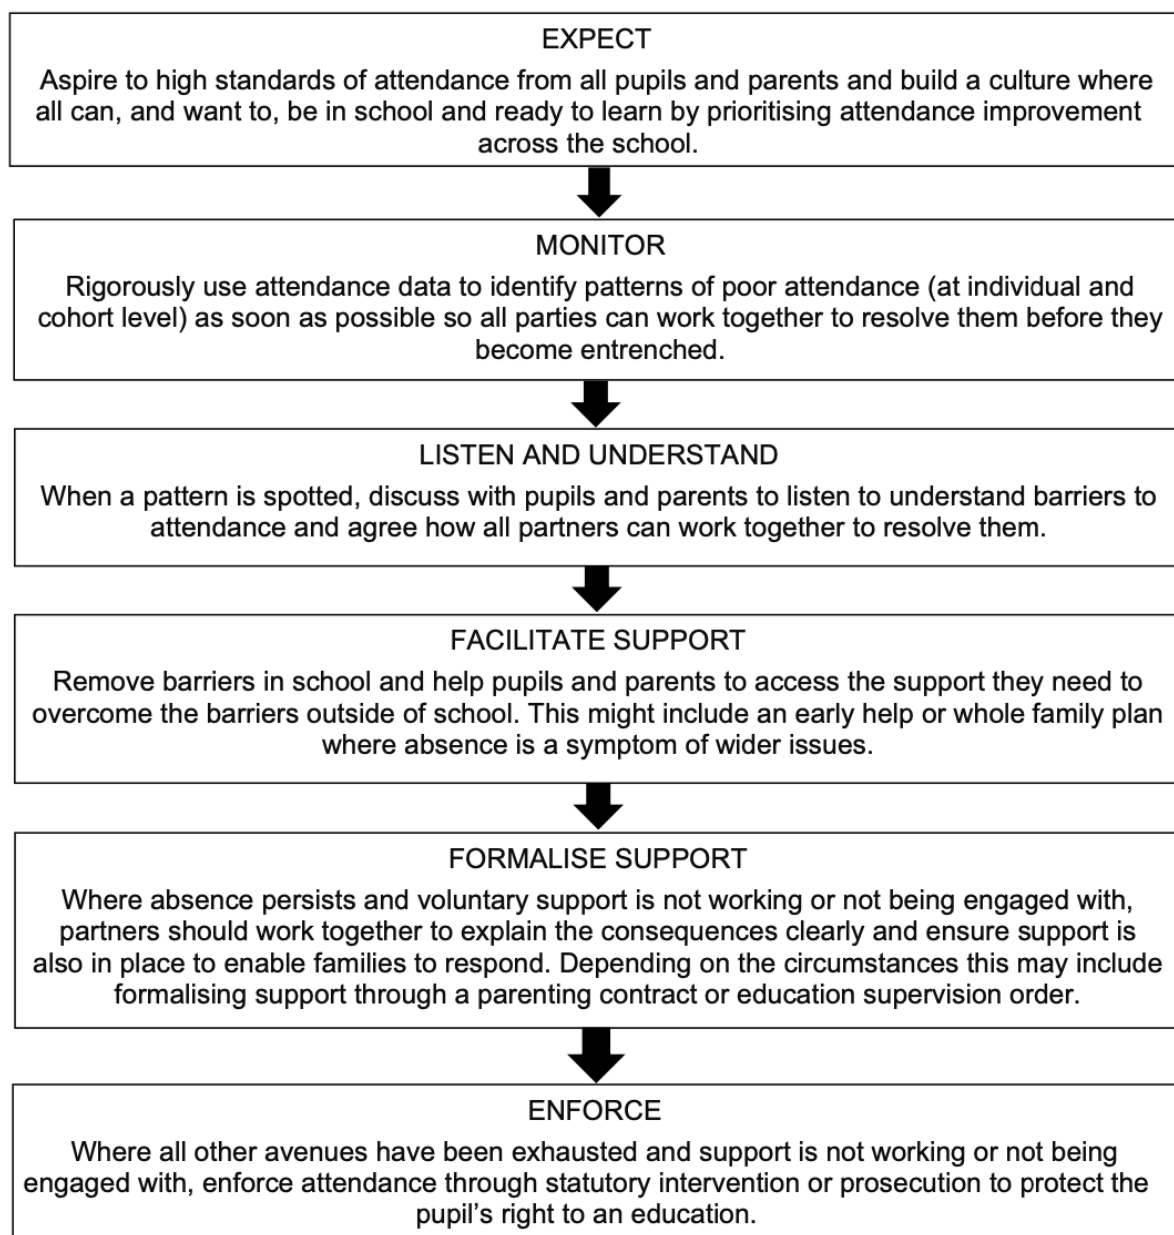 EXPECT
Aspire to high standards of attendance from all pupils and parents and build a culture where
all can, and want to, be in school and ready to learn by prioritising attendance improvement
across the school.
MONITOR
Rigorously use attendance data to identify patterns of poor attendance (at individual and
cohort level) as soon as possible so all parties can work together to resolve them before they
become entrenched.
LISTEN AND UNDERSTAND
When a pattern is spotted, discuss with pupils and parents to listen to understand barriers to
attendance and agree how all partners can work together to resolve them.
FACILITATE SUPPORT
Remove barriers in school and help pupils and parents to access the support they need to
overcome the barriers outside of school. This might include an early help or whole family plan
where absence is a symptom of wider issues.
FORMALISE SUPPORT
Where absence persists and voluntary support is not working or not being engaged with,
partners should work together to explain the consequences clearly and ensure support is
also in place to enable families to respond. Depending on the circumstances this may include
formalising support through a parenting contract or education supervision order.
ENFORCE
Where all other avenues have been exhausted and support is not working or not being
engaged with, enforce attendance through statutory intervention or prosecution to protect the
pupil's right to an education.